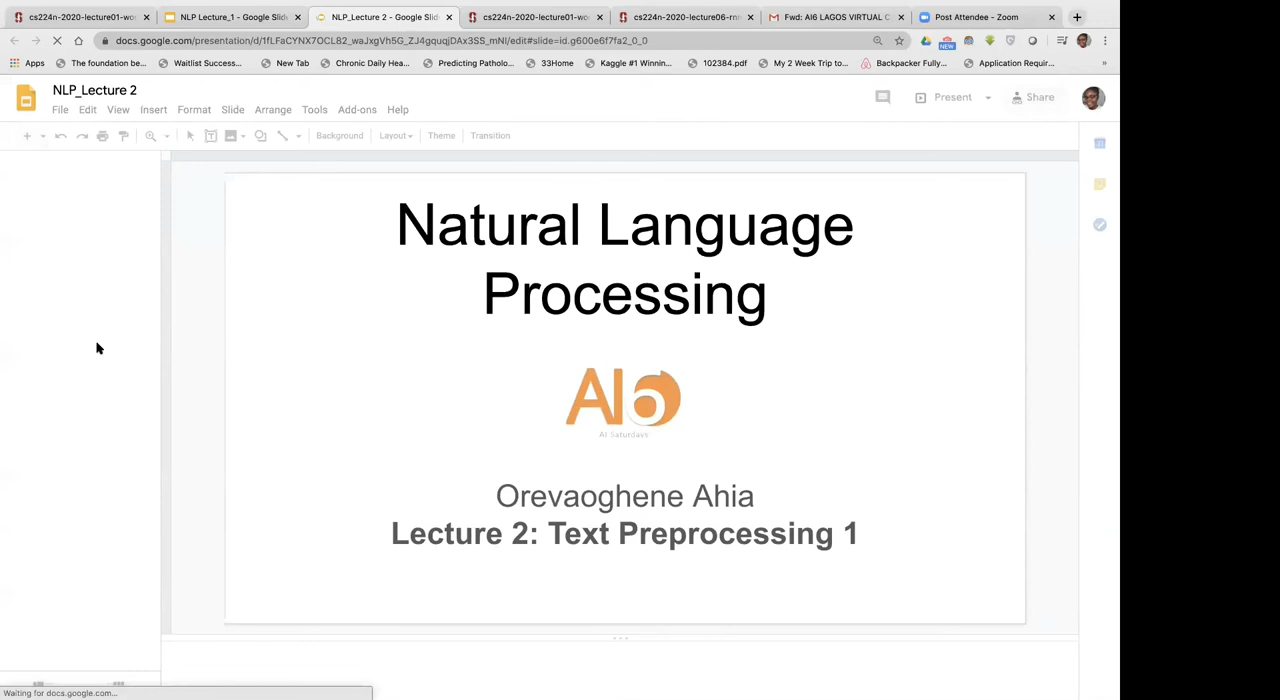 cs224n-2020-lecture01-wo
NLP Lecture_1 - Google Slide
NLP_Lecture 2 - Google Slid
cs224n-2020-lecture01-wo
cs224n-2020-lecture06-rnn
Fwd: AI6 LAGOS VIRTUAL C
Post Attendee - Zoom
docs.google.com/presentation/d/1fLFaCYNX7OCL82_waJxgVh5G_ZJ4gquqjDAx3SS_mNI/edit#slide=id.g600e6f7fa2_0_0
NEW
Apps
The foundation be...
Waitlist Success...
New Tab
Chronic Daily Hea...
Predicting Patholo...
33Home
Kaggle #1 Winnin...
102384.pdf
My 2 Week Trip to...
Backpacker Fully...
Application Requir...
NLP_Lecture 2
File Edit View Insert Format Slide Arrange Tools Add-ons Help
Present
Share
Background Layout Theme Transition
Natural Language
Processing
AI6
AI Saturdays
Orevaoghene Ahia
Lecture 2: Text Preprocessing 1
Waiting for docs.google.com...